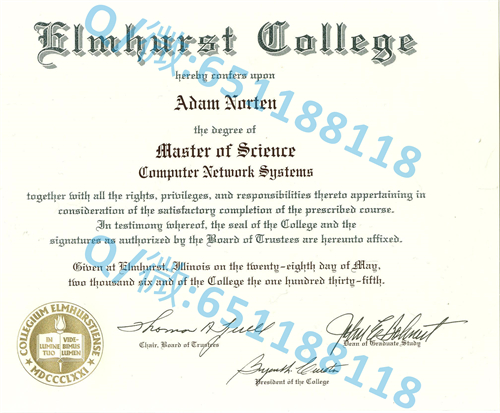 Elmhurst College
hereby confers upon
Adam Norten
the degree of
Master of Science
Computer Network Systems
together with all the rights, privileges, and responsibilities thereto appertaining in
consideration of the satisfactory completion of the prescribed course.
In testimony whereof, the seal of the College and the
signatures as authorized by the Board of Trustees are hereunto affixed.
Given at Elmhurst, Illinois on the twenty-eighth day of May,
two thousand six and of the College the one hundred thirty-fifth.
Chair, Board of Trustees
Dean of Graduate Study
President of the College
COLLEGIUM ELMHURSTIENSE
IN LUMINE TUO
VIDEBIMUS LUMEN
MDCCCLXXI
Q/微:651188118
Q/微:651188118